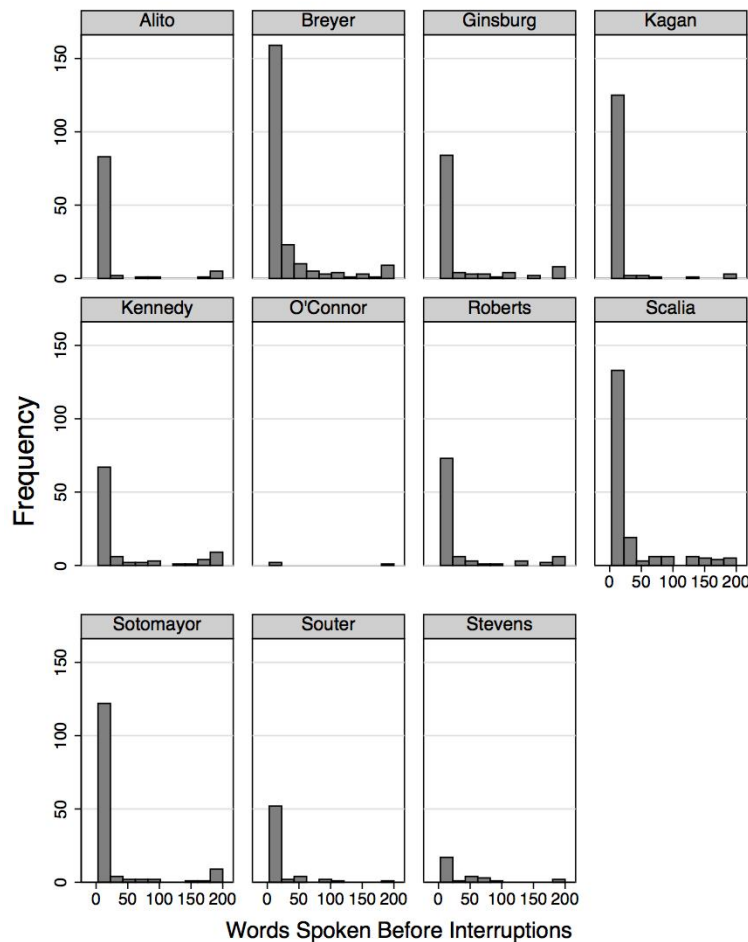 Alito Breyer Ginsburg Kagan
150
100
50
0
Kennedy O'Connor Roberts Scalia
150
100
50
0
0 50 100 150 200
Sotomayor Souter Stevens
150
100
50
0
0 50 100 150 200 0 50 100 150 200 0 50 100 150 200
Frequency
Words Spoken Before Interruptions